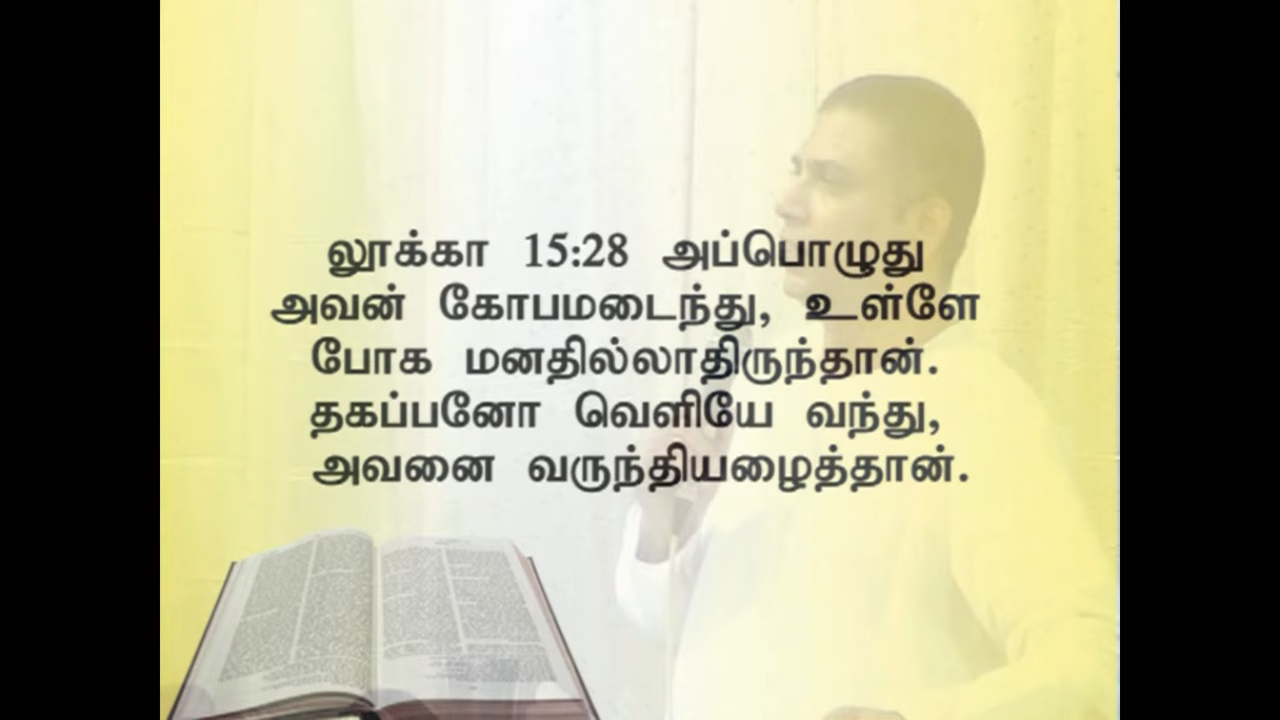 லூக்கா 15:28 அப்பொழுது
அவன் கோபமடைந்து, உள்ளே
போக மனதில்லாதிருந்தான்.
தகப்பனோ வெளியே வந்து,
அவனை வருந்தியழைத்தான்.